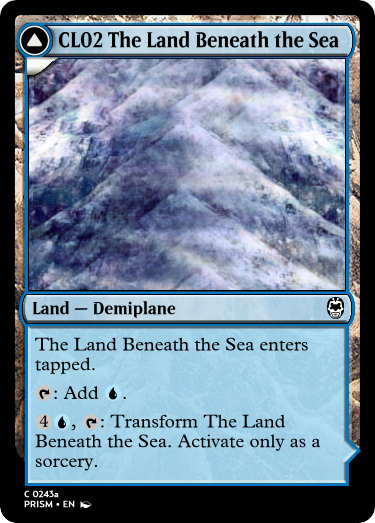 CL02 The Land Beneath the Sea
Land — Demiplane
The Land Beneath the Sea enters
tapped.
: Add .
4 , : Transform The Land
Beneath the Sea. Activate only as a
sorcery.
C 0243a
PRISM • EN